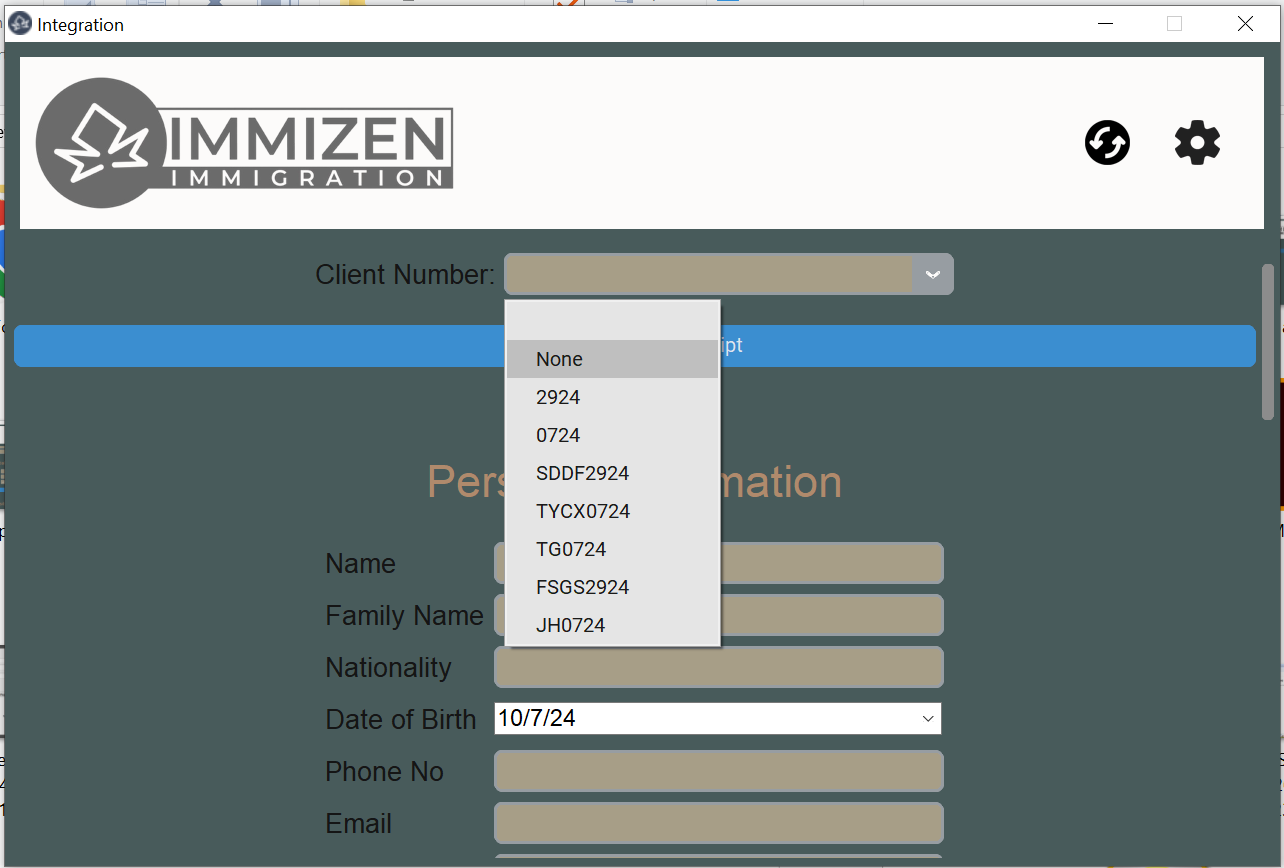 Integration
IMMIZEN
IMMIGRATION
Client Number:
ipt
None
2924
0724
SDDF2924
Pers
mation
TYCX0724
TG0724
Name
FSGS2924
Family Name
JH0724
Nationality
Date of Birth 10/7/24
Phone No
Email